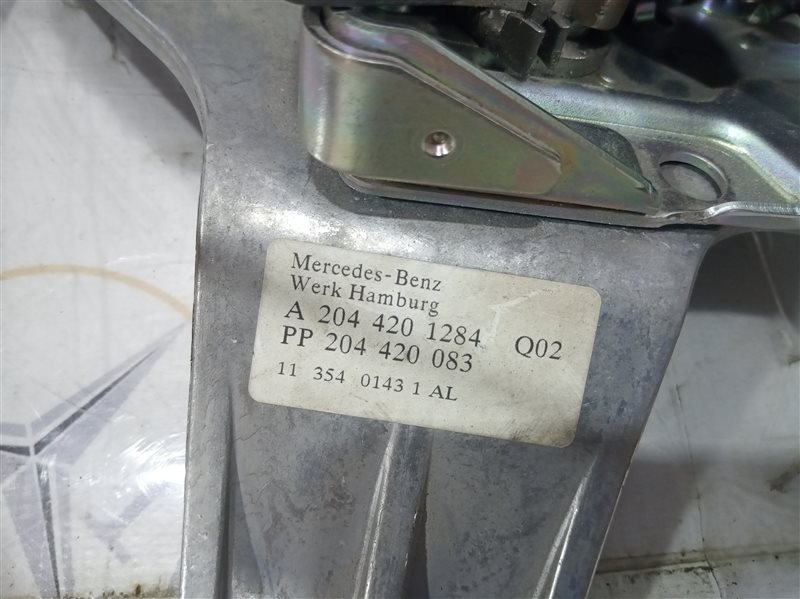 Mercedes-Benz
Werk Hamburg
A 204 420 1284 Q02
PP 204 420 083
11 354 0143 1 AL